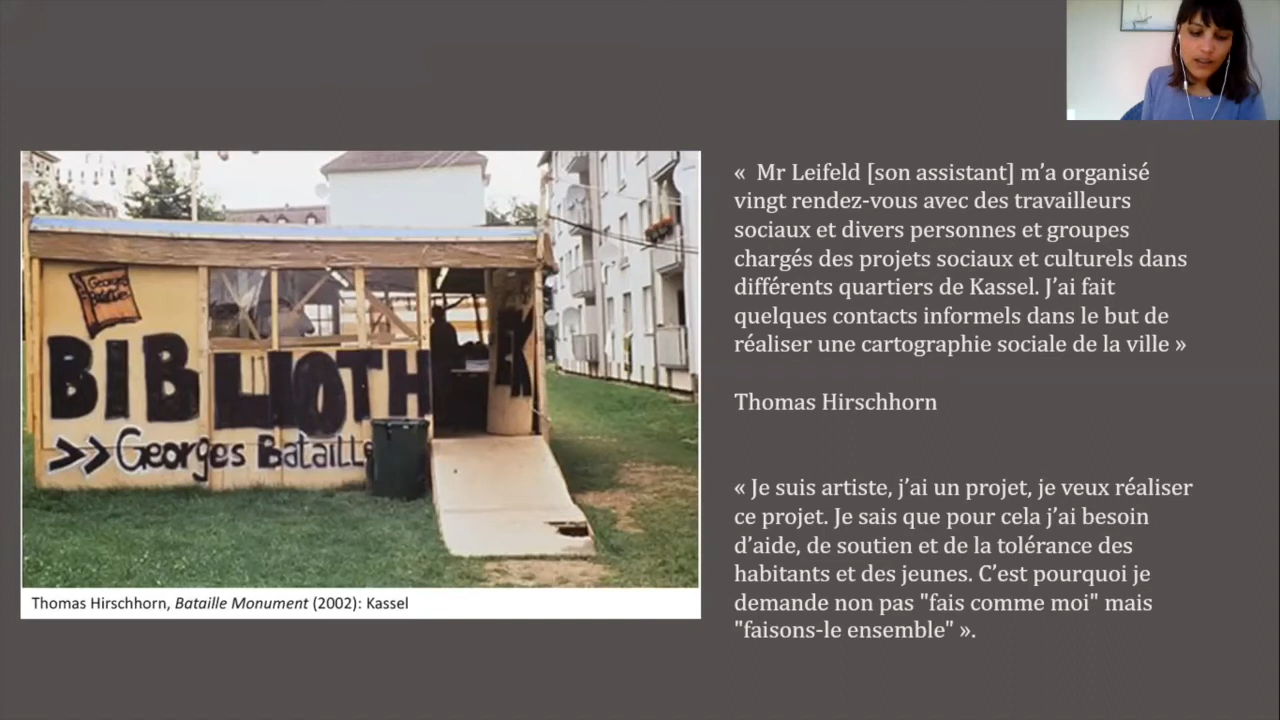 Georges
Bataille
BIBLIOTHEK
>>Georges Bataille
Thomas Hirschhorn, Bataille Monument (2002): Kassel
«  Mr Leifeld [son assistant] m’a organisé
vingt rendez-vous avec des travailleurs
sociaux et divers personnes et groupes
chargés des projets sociaux et culturels dans
différents quartiers de Kassel. J’ai fait
quelques contacts informels dans le but de
réaliser une cartographie sociale de la ville »
Thomas Hirschhorn
« Je suis artiste, j’ai un projet, je veux réaliser
ce projet. Je sais que pour cela j’ai besoin
d’aide, de soutien et de la tolérance des
habitants et des jeunes. C’est pourquoi je
demande non pas "fais comme moi" mais
"faisons-le ensemble" ».